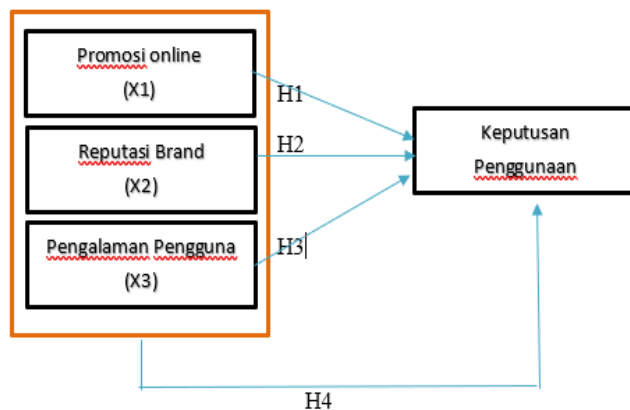 Promosi online
(X1)
H1
Reputasi Brand
(X2)
H2
Keputusan
Penggunaan
Pengalaman Pengguna
(X3)
H3
H4